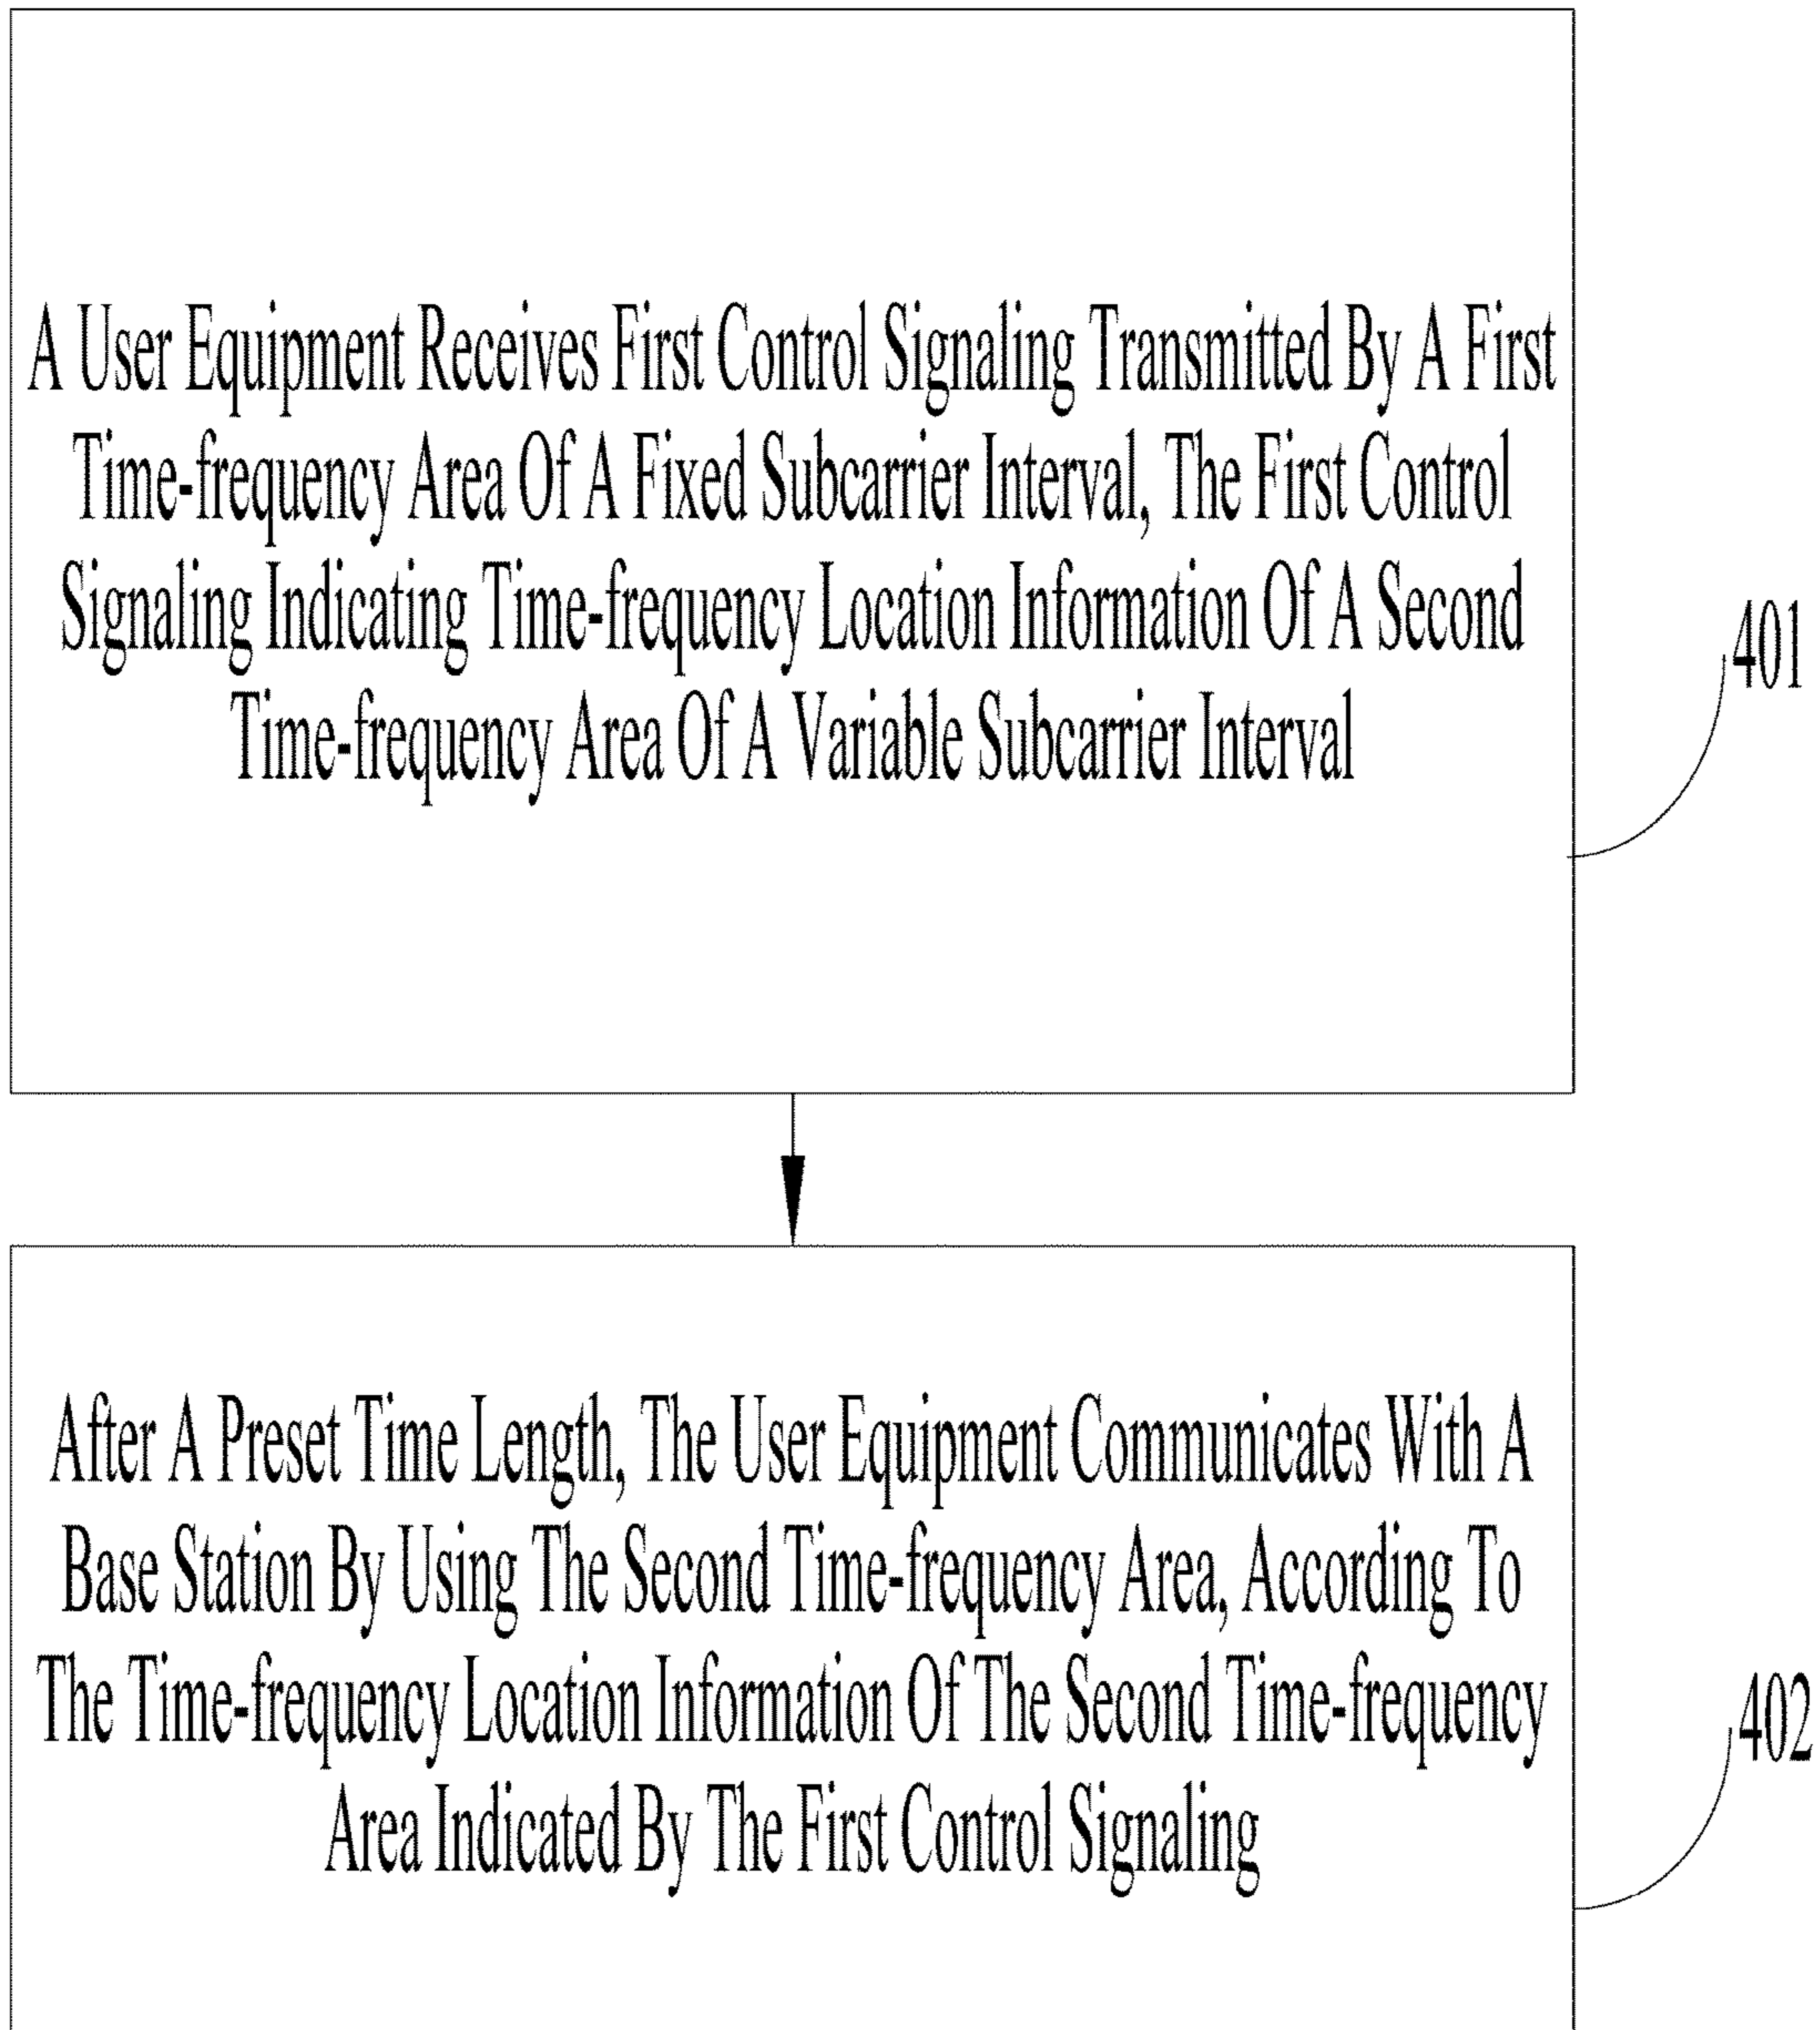 A User Equipment Receives First Control Signaling Transmitted By A First
Time-frequency Area Of A Fixed Subcarrier Interval, The First Control
Signaling Indicating Time-frequency Location Information Of A Second
Time-frequency Area Of A Variable Subcarrier Interval
401
After A Preset Time Length, The User Equipment Communicates With A
Base Station By Using The Second Time-frequency Area, According To
The Time-frequency Location Information Of The Second Time-frequency
Area Indicated By The First Control Signaling
402